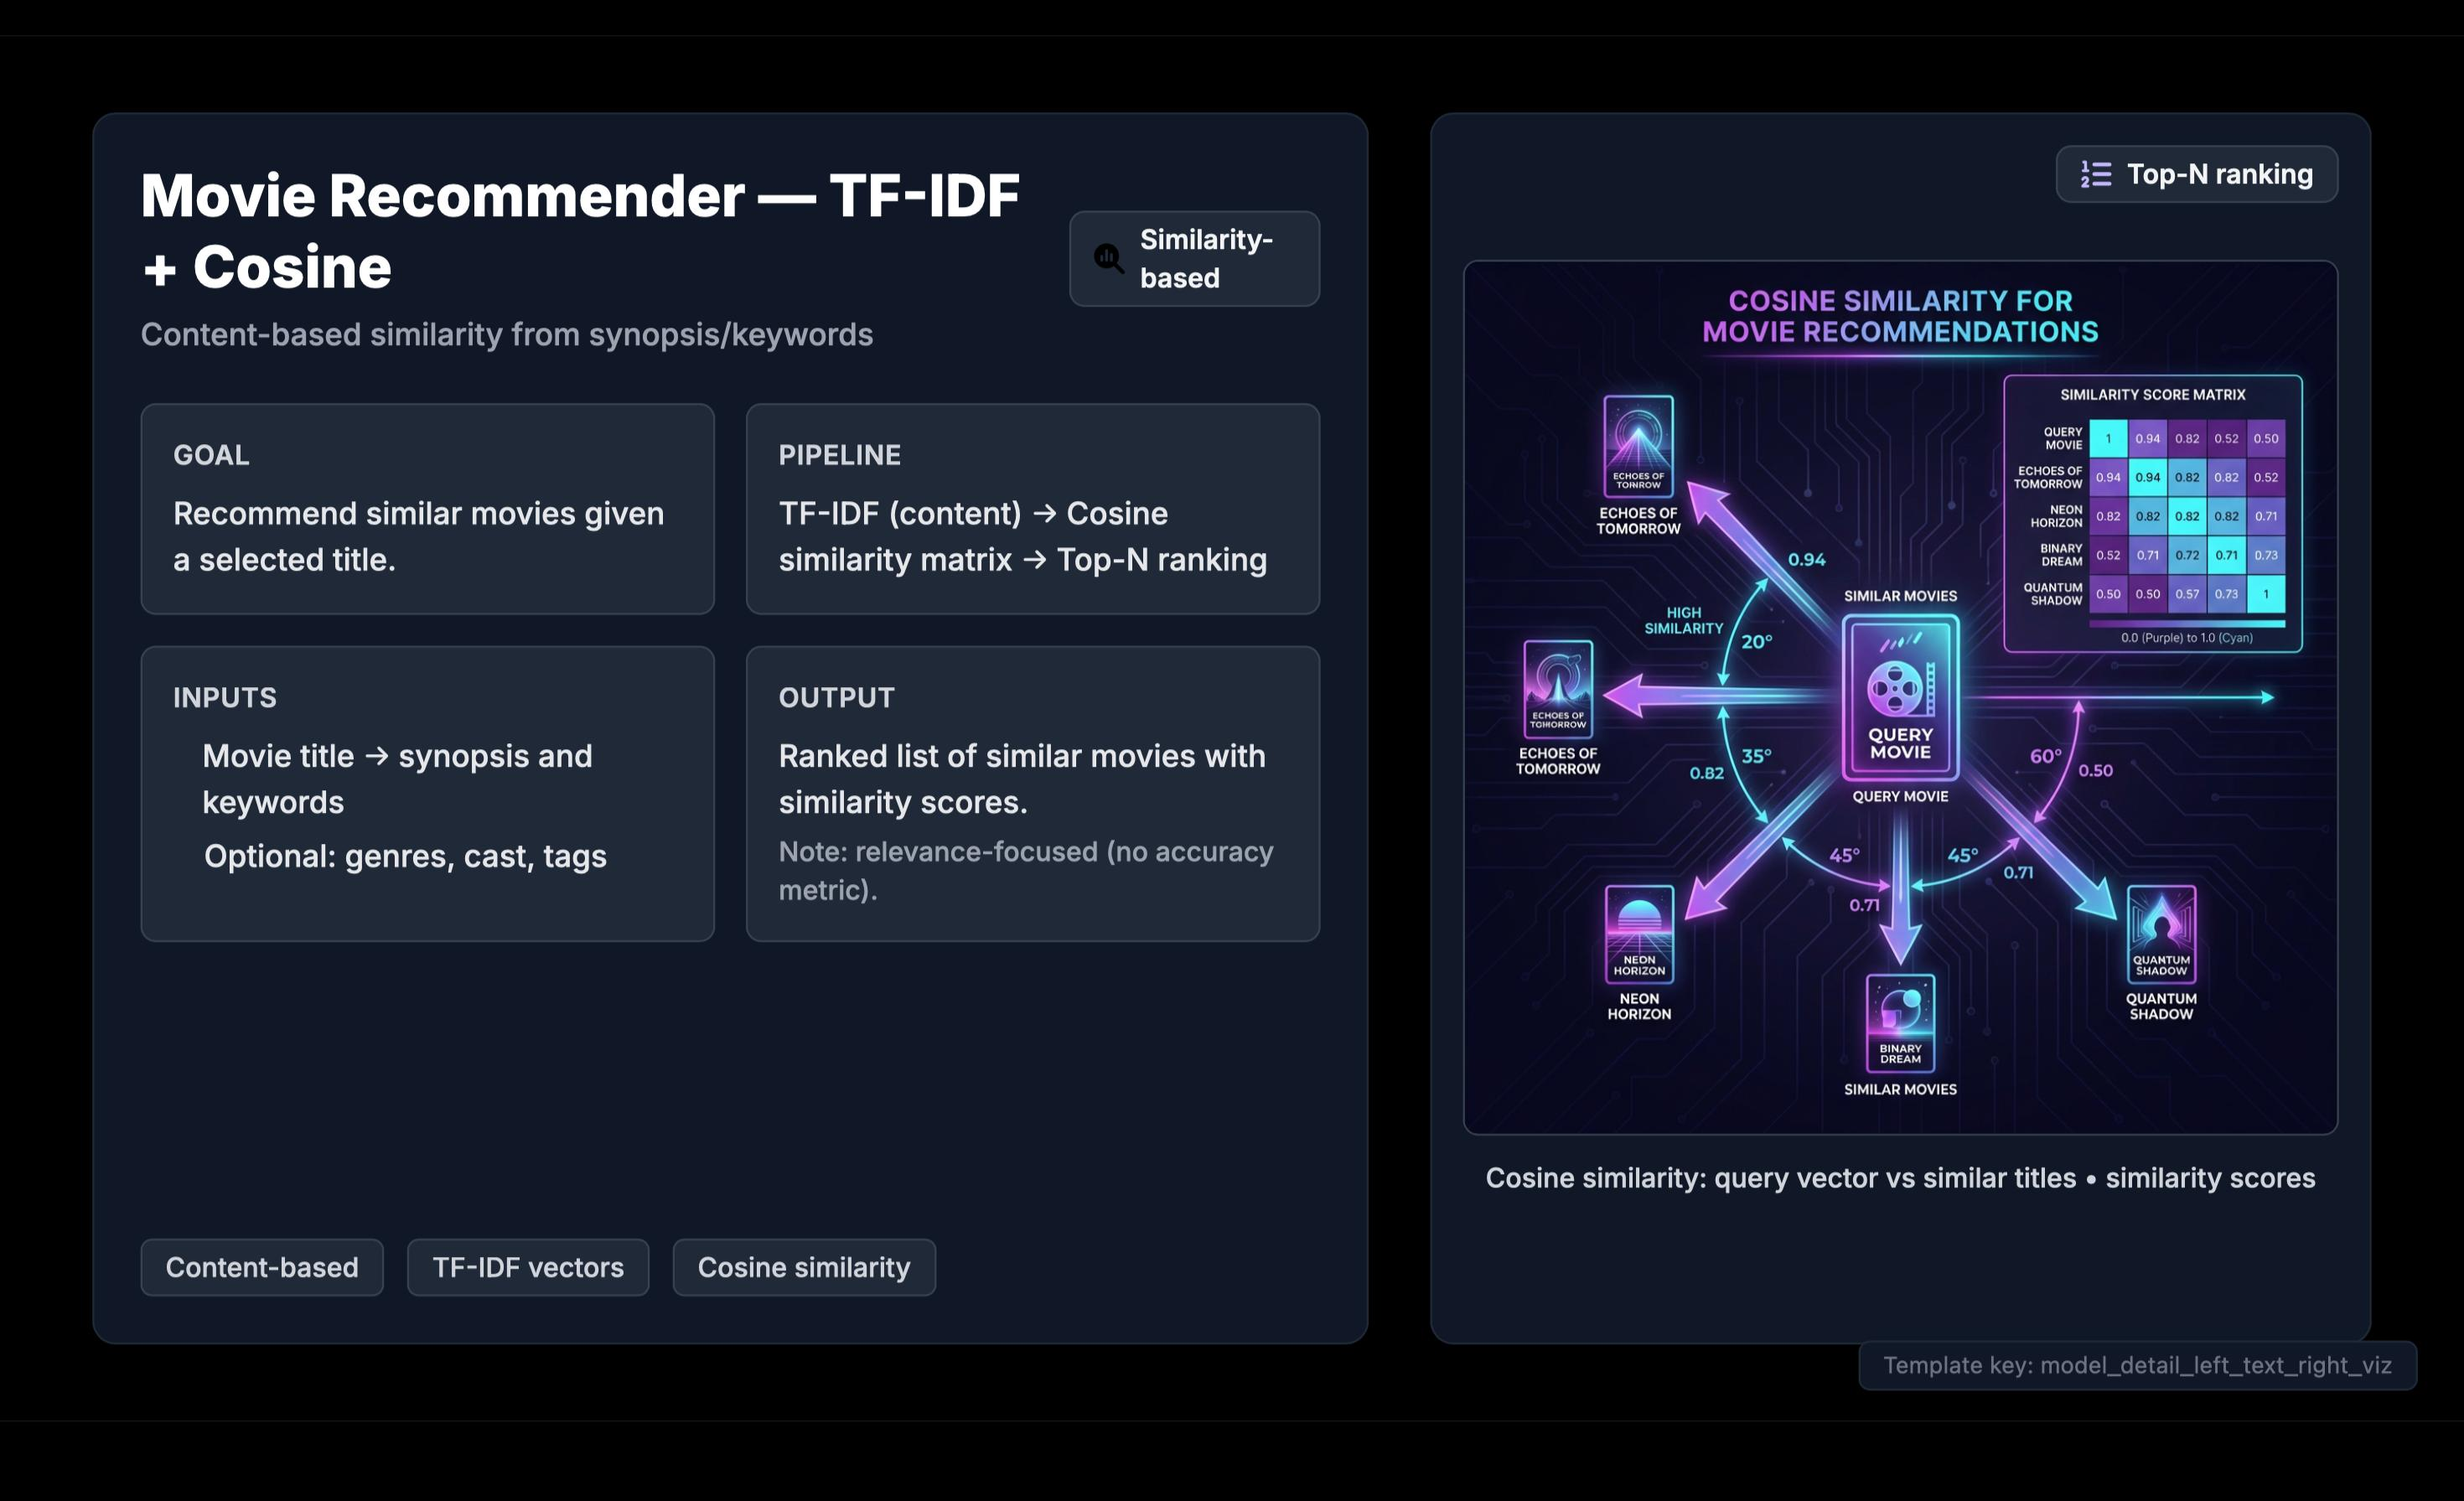 Movie Recommender — TF-IDF
+ Cosine
Similarity-
based
Content-based similarity from synopsis/keywords
GOAL
Recommend similar movies given
a selected title.
PIPELINE
TF-IDF (content) → Cosine
similarity matrix → Top-N ranking
INPUTS
Movie title → synopsis and
keywords
Optional: genres, cast, tags
OUTPUT
Ranked list of similar movies with
similarity scores.
Note: relevance-focused (no accuracy
metric).
Content-based
TF-IDF vectors
Cosine similarity
Top-N ranking
COSINE SIMILARITY FOR
MOVIE RECOMMENDATIONS
SIMILARITY SCORE MATRIX
QUERY
MOVIE
1 0.94 0.82 0.52 0.50
ECHOES OF
TOMORROW
0.94 0.94 0.82 0.82 0.52
NEON
HORIZON
0.82 0.82 0.82 0.82 0.71
BINARY
DREAM
0.52 0.71 0.72 0.71 0.73
QUANTUM
SHADOW
0.50 0.50 0.57 0.73 1
0.0 (Purple) to 1.0 (Cyan)
ECHOES OF
TONRROW
ECHOES OF
TOMORROW
0.94
HIGH
SIMILARITY
20°
SIMILAR MOVIES
QUERY
MOVIE
QUERY MOVIE
ECHOES OF
TOMORROW
ECHOES OF
TOMORROW
35°
0.82
60°
0.50
45°
0.71
45°
0.71
NEON
HORIZON
NEON
HORIZON
BINARY
DREAM
SIMILAR MOVIES
QUANTUM
SHADOW
QUANTUM
SHADOW
Cosine similarity: query vector vs similar titles • similarity scores
Template key: model_detail_left_text_right_viz